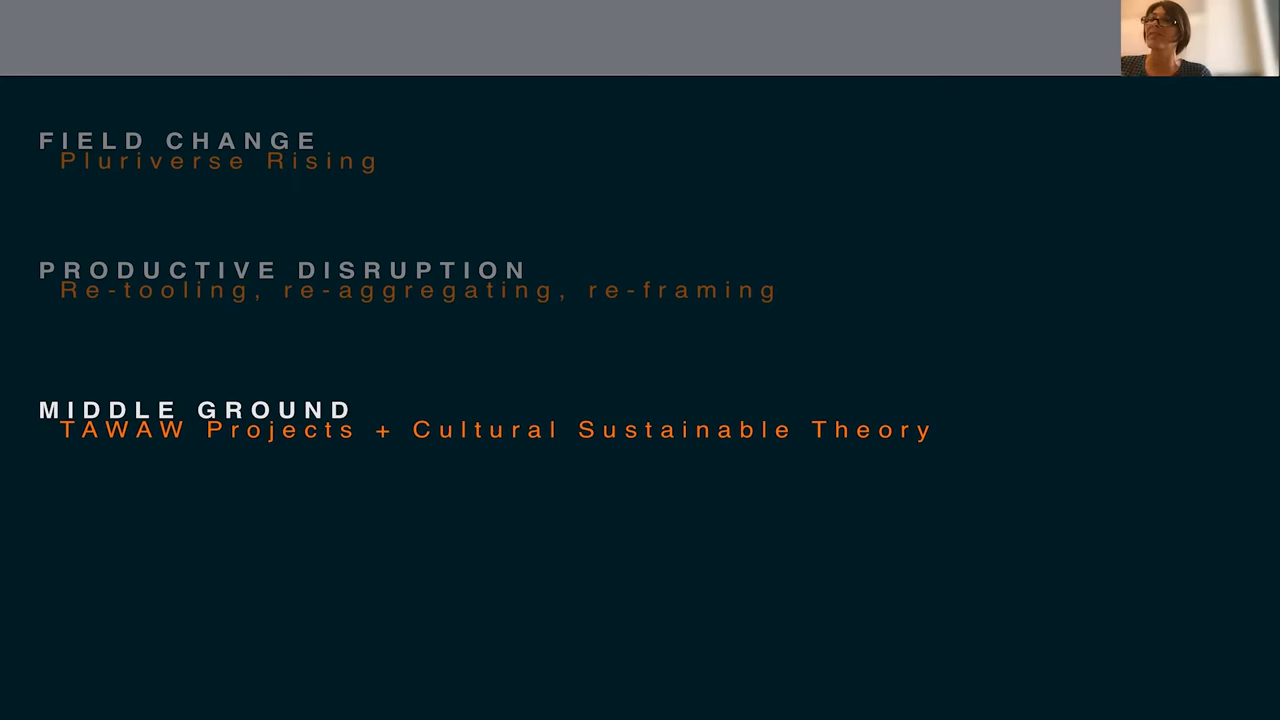 FIELD CHANGE
Pluriverse Rising
PRODUCTIVE DISRUPTION
Re-tooling, re-aggregating, re-framing
MIDDLE GROUND
TAWAW Projects + Cultural Sustainable Theory